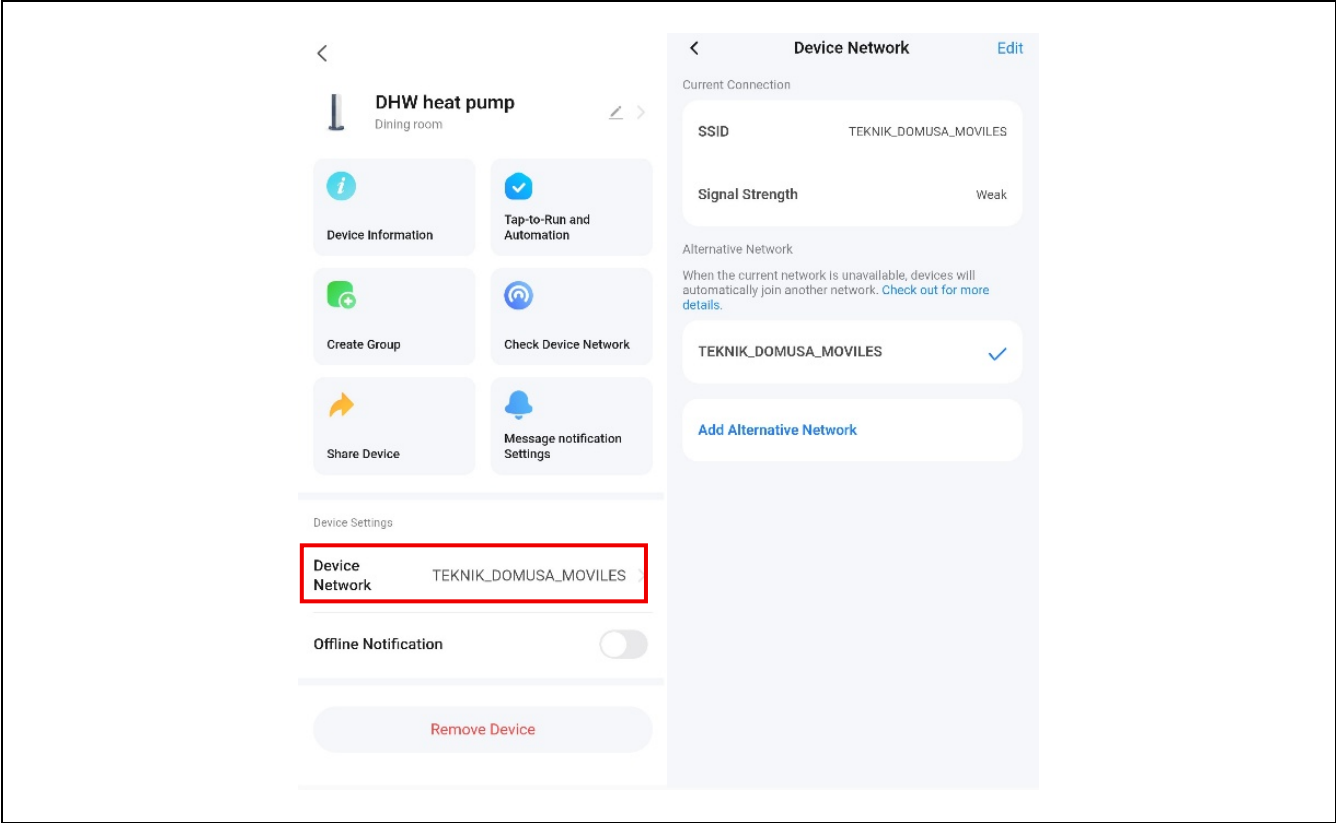 DHW heat pump
Dining room
Device Information
Tap-to-Run and
Automation
Create Group
Check Device Network
Share Device
Message notification
Settings
Device Settings
Device
Network
TEKNIK_DOMUSA_MOVILES
Offline Notification
Remove Device
Device Network
Edit
Current Connection
SSID
TEKNIK_DOMUSA_MOVILES
Signal Strength
Weak
Alternative Network
When the current network is unavailable, devices will
automatically join another network. Check out for more
details.
TEKNIK_DOMUSA_MOVILES
Add Alternative Network